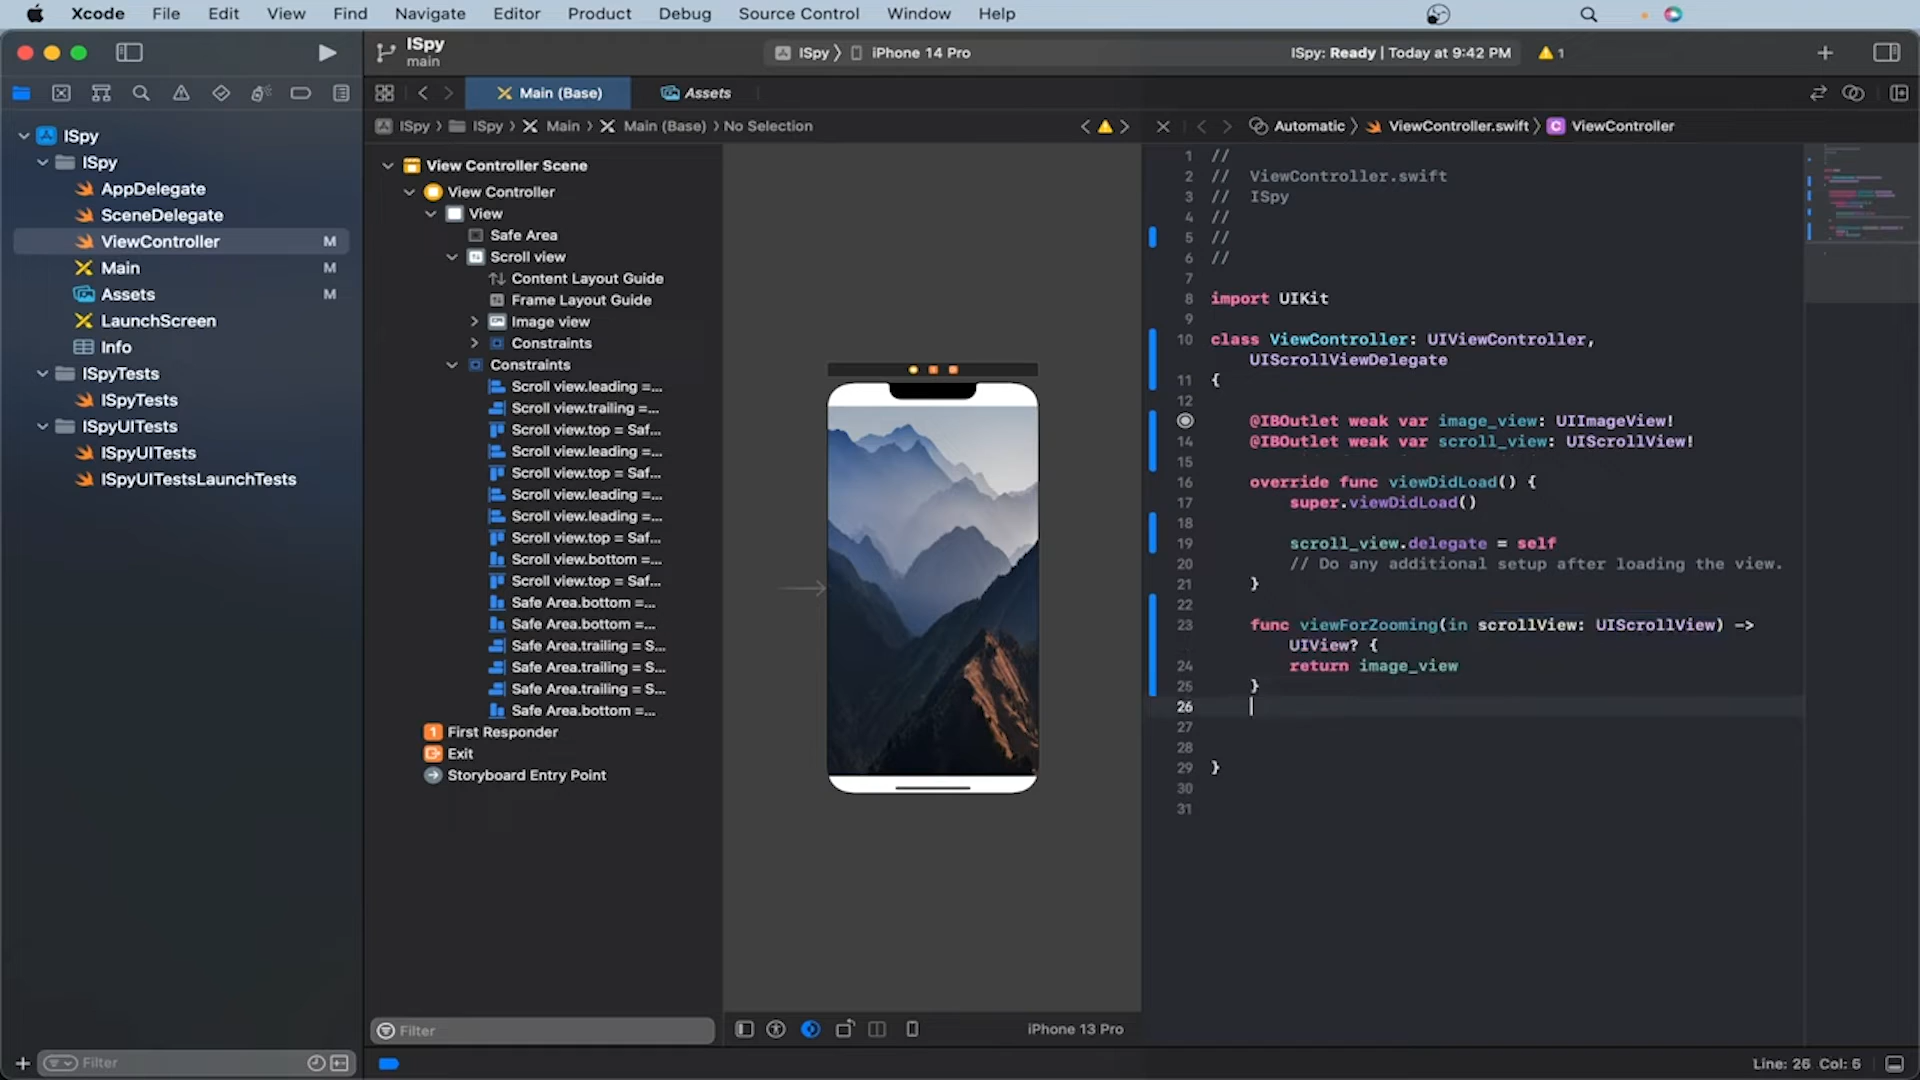 Xcode File Edit View Find Navigate Editor Product Debug Source Control Window Help
ISpy
main
ISpy 〉 iPhone 14 Pro
ISpy: Ready | Today at 9:42 PM
1
Main (Base)
Assets
ISpy 〉 ISpy 〉 Main 〉 Main (Base) 〉 No Selection
Automatic 〉 ViewController.swift 〉 C ViewController
ISpy
ISpy
AppDelegate
SceneDelegate
ViewController M
Main M
Assets M
LaunchScreen
Info
ISpyTests
ISpyTests
ISpyUITests
ISpyUITests
ISpyUITestsLaunchTests
Filter
View Controller Scene
View Controller
View
Safe Area
Scroll view
Content Layout Guide
Frame Layout Guide
Image view
Constraints
Constraints
Scroll view.leading =...
Scroll view.trailing =...
Scroll view.top = Saf...
Scroll view.leading =...
Scroll view.top = Saf...
Scroll view.leading =...
Scroll view.leading =...
Scroll view.top = Saf...
Scroll view.bottom =...
Scroll view.top = Saf...
Safe Area.bottom =...
Safe Area.bottom =...
Safe Area.trailing = S...
Safe Area.trailing = S...
Safe Area.trailing = S...
Safe Area.bottom =...
1 First Responder
Exit
Storyboard Entry Point
Filter
iPhone 13 Pro
1 //
2 // ViewController.swift
3 // ISpy
4 //
5 //
6 //
7
8 import UIKit
9
10 class ViewController: UIViewController,
UIScrollViewDelegate
11 {
12
@IBOutlet weak var image_view: UIImageView!
14 @IBOutlet weak var scroll_view: UIScrollView!
15
16 override func viewDidLoad() {
17 super.viewDidLoad()
18
19 scroll_view.delegate = self
20 // Do any additional setup after loading the view.
21 }
22
23 func viewForZooming(in scrollView: UIScrollView) ->
UIView? {
24 return image_view
25 }
26
27
28
29 }
30
31
Line: 26 Col: 5